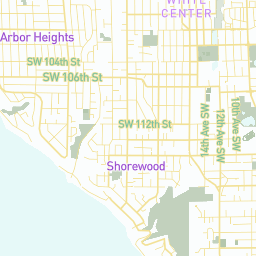 WHITE
CENTER
Arbor Heights
SW 104th St
SW 106th St
SW 112th St
14th Ave SW
12th Ave SW
10th Ave SW
Shorewood